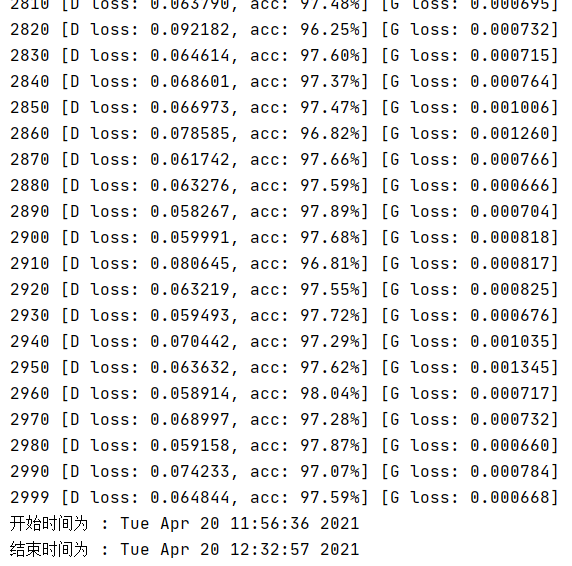 2810 [D loss: 0.063790, acc: 97.48%] [G loss: 0.000695]
2820 [D loss: 0.092182, acc: 96.25%] [G loss: 0.000732]
2830 [D loss: 0.064614, acc: 97.60%] [G loss: 0.000715]
2840 [D loss: 0.068601, acc: 97.37%] [G loss: 0.000764]
2850 [D loss: 0.066973, acc: 97.47%] [G loss: 0.001006]
2860 [D loss: 0.078585, acc: 96.82%] [G loss: 0.001260]
2870 [D loss: 0.061742, acc: 97.66%] [G loss: 0.000766]
2880 [D loss: 0.063276, acc: 97.59%] [G loss: 0.000666]
2890 [D loss: 0.058267, acc: 97.89%] [G loss: 0.000704]
2900 [D loss: 0.059991, acc: 97.68%] [G loss: 0.000818]
2910 [D loss: 0.080645, acc: 96.81%] [G loss: 0.000817]
2920 [D loss: 0.063219, acc: 97.55%] [G loss: 0.000825]
2930 [D loss: 0.059493, acc: 97.72%] [G loss: 0.000676]
2940 [D loss: 0.070442, acc: 97.29%] [G loss: 0.001035]
2950 [D loss: 0.063632, acc: 97.62%] [G loss: 0.001345]
2960 [D loss: 0.058914, acc: 98.04%] [G loss: 0.000717]
2970 [D loss: 0.068997, acc: 97.28%] [G loss: 0.000732]
2980 [D loss: 0.059158, acc: 97.87%] [G loss: 0.000660]
2990 [D loss: 0.074233, acc: 97.07%] [G loss: 0.000784]
2999 [D loss: 0.064844, acc: 97.59%] [G loss: 0.000668]
开始时间为 : Tue Apr 20 11:56:36 2021
结束时间为 : Tue Apr 20 12:32:57 2021